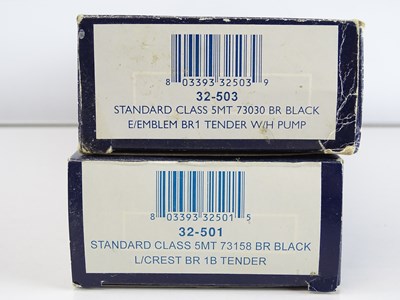 8 03393 32503 9
32-503
STANDARD CLASS 5MT 73030 BR BLACK
E/EMBLEM BR1 TENDER W/H PUMP
8 03393 32501 5
32-501
STANDARD CLASS 5MT 73158 BR BLACK
L/CREST BR 1B TENDER